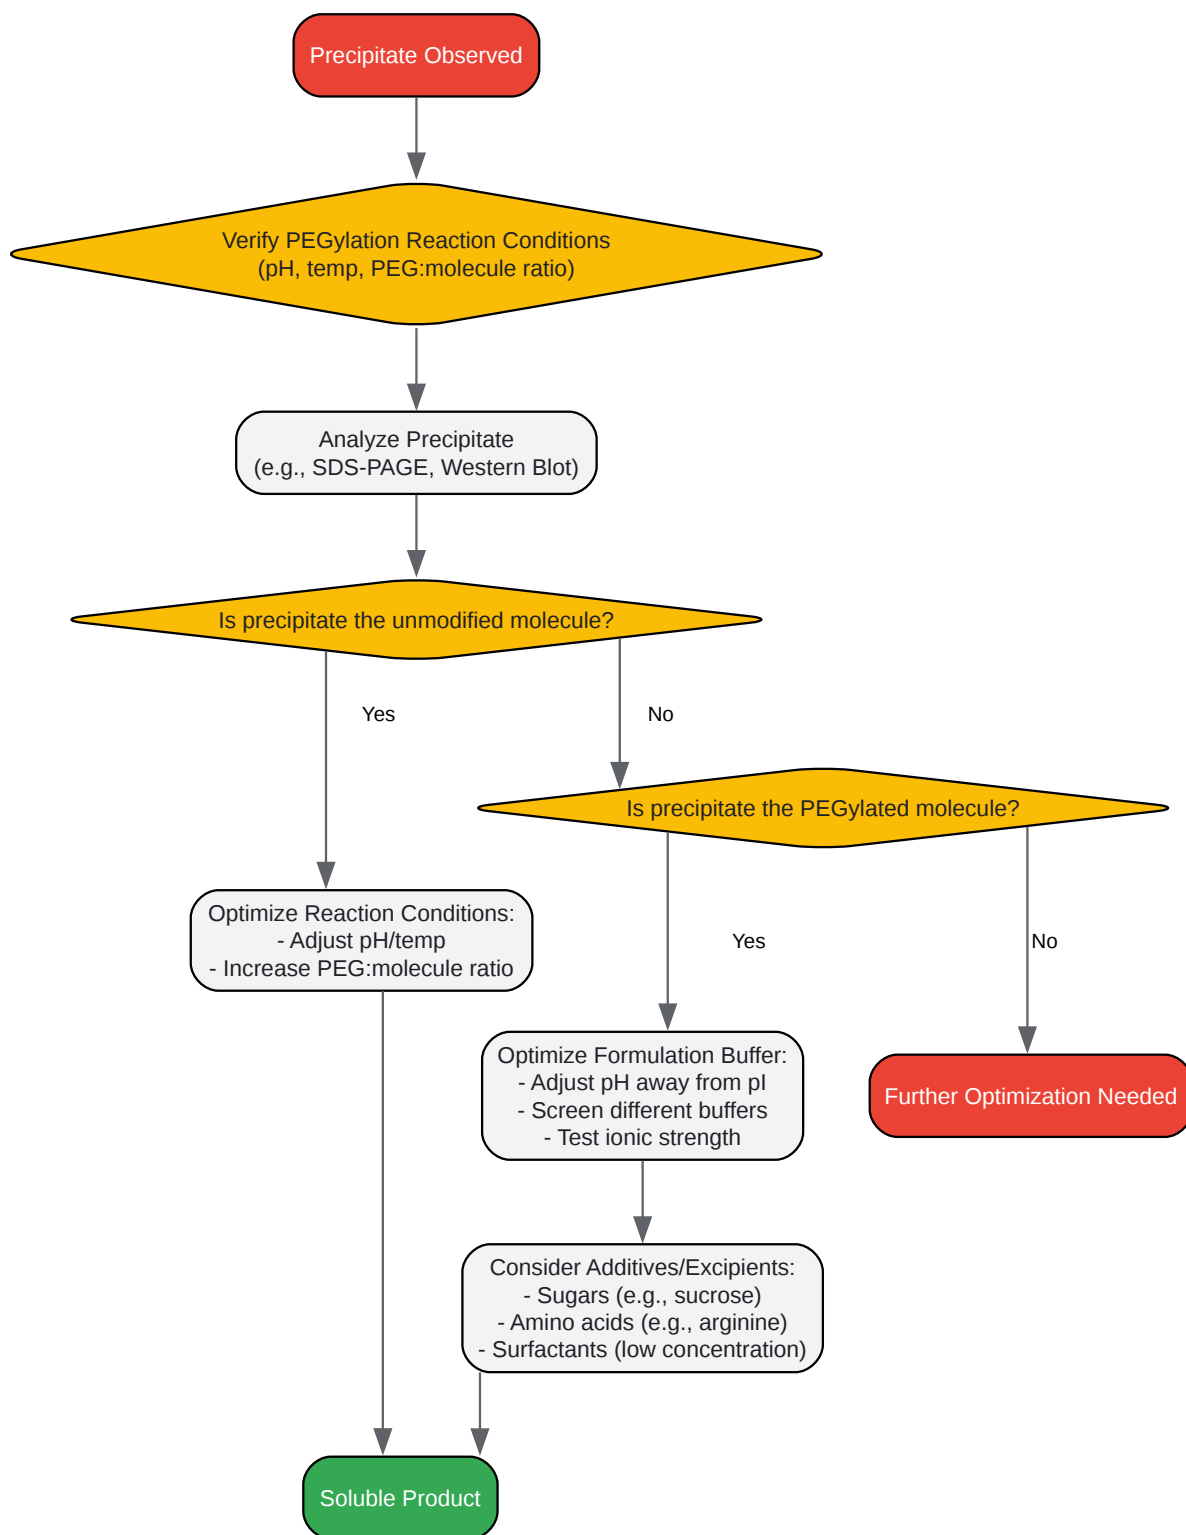 Precipitate Observed
Verify PEGylation Reaction Conditions
(pH, temp, PEG:molecule ratio)
Analyze Precipitate
(e.g., SDS-PAGE, Western Blot)
Is precipitate the unmodified molecule?
Yes
No
Is precipitate the PEGylated molecule?
Optimize Reaction Conditions:
- Adjust pH/temp
- Increase PEG:molecule ratio
Yes
No
Optimize Formulation Buffer:
- Adjust pH away from pI
- Screen different buffers
- Test ionic strength
Further Optimization Needed
Consider Additives/Excipients:
- Sugars (e.g., sucrose)
- Amino acids (e.g., arginine)
- Surfactants (low concentration)
Soluble Product